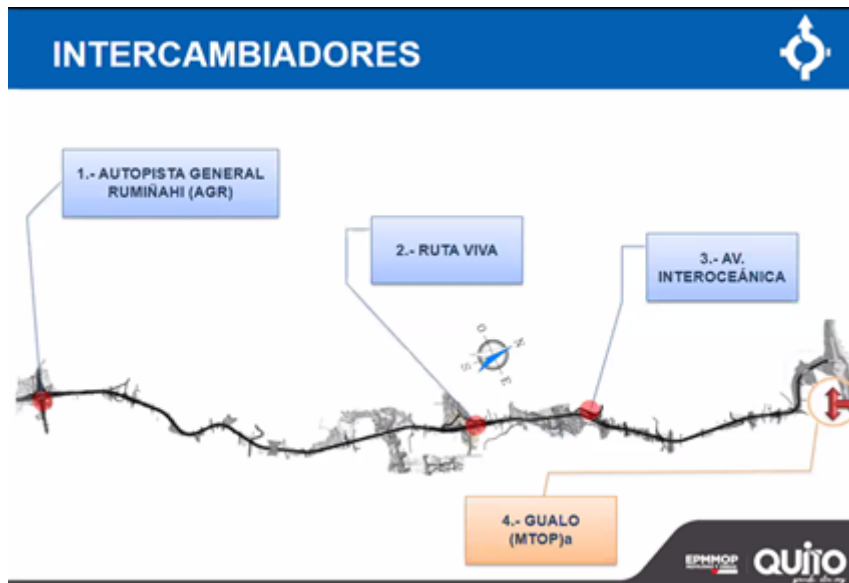 INTERCAMBIADORES
1.- AUTOPISTA GENERAL
RUMIÑAHI (AGR)
2.- RUTA VIVA
3.- AV.
INTEROCEÁNICA
O
N
S
E
4.- GUALO
(MTOP)a
EPMMOP
QUITO